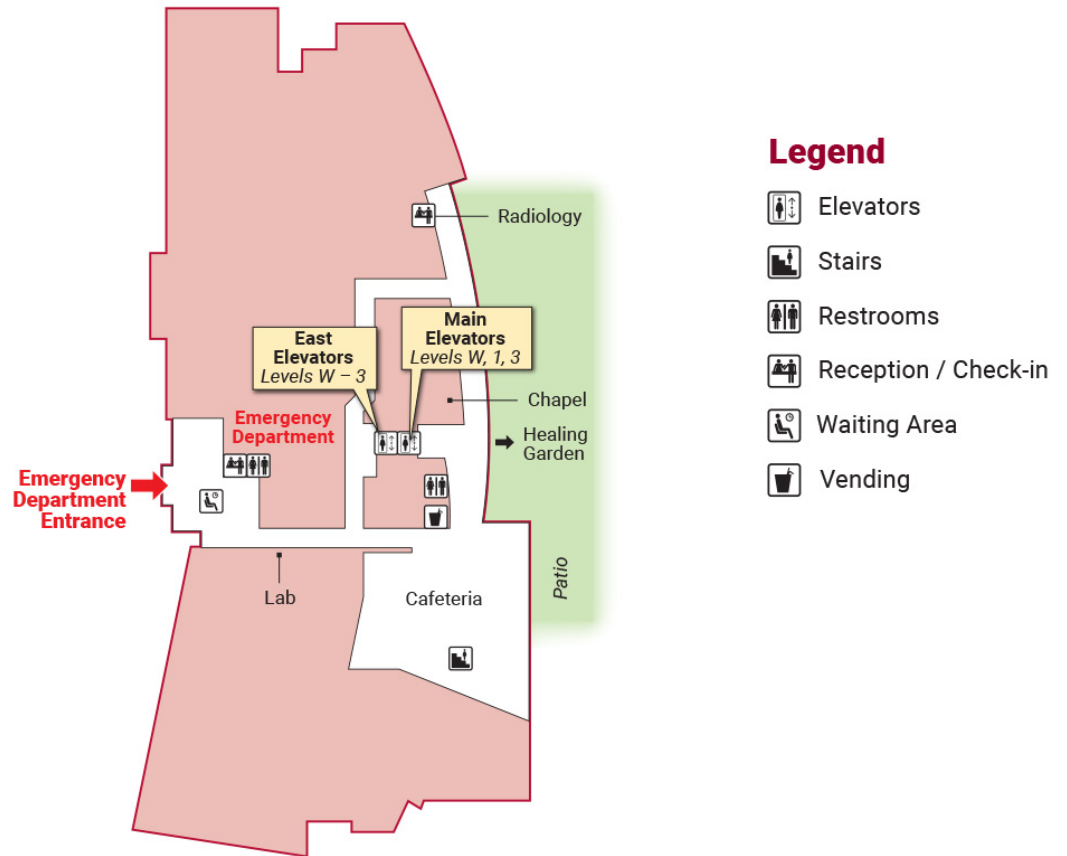 Radiology
East
Elevators
Levels W – 3
Main
Elevators
Levels W, 1, 3
Chapel
Emergency
Department
Healing
Garden
Emergency
Department
Entrance
Lab
Cafeteria
Patio
Legend
Elevators
Stairs
Restrooms
Reception / Check-in
Waiting Area
Vending